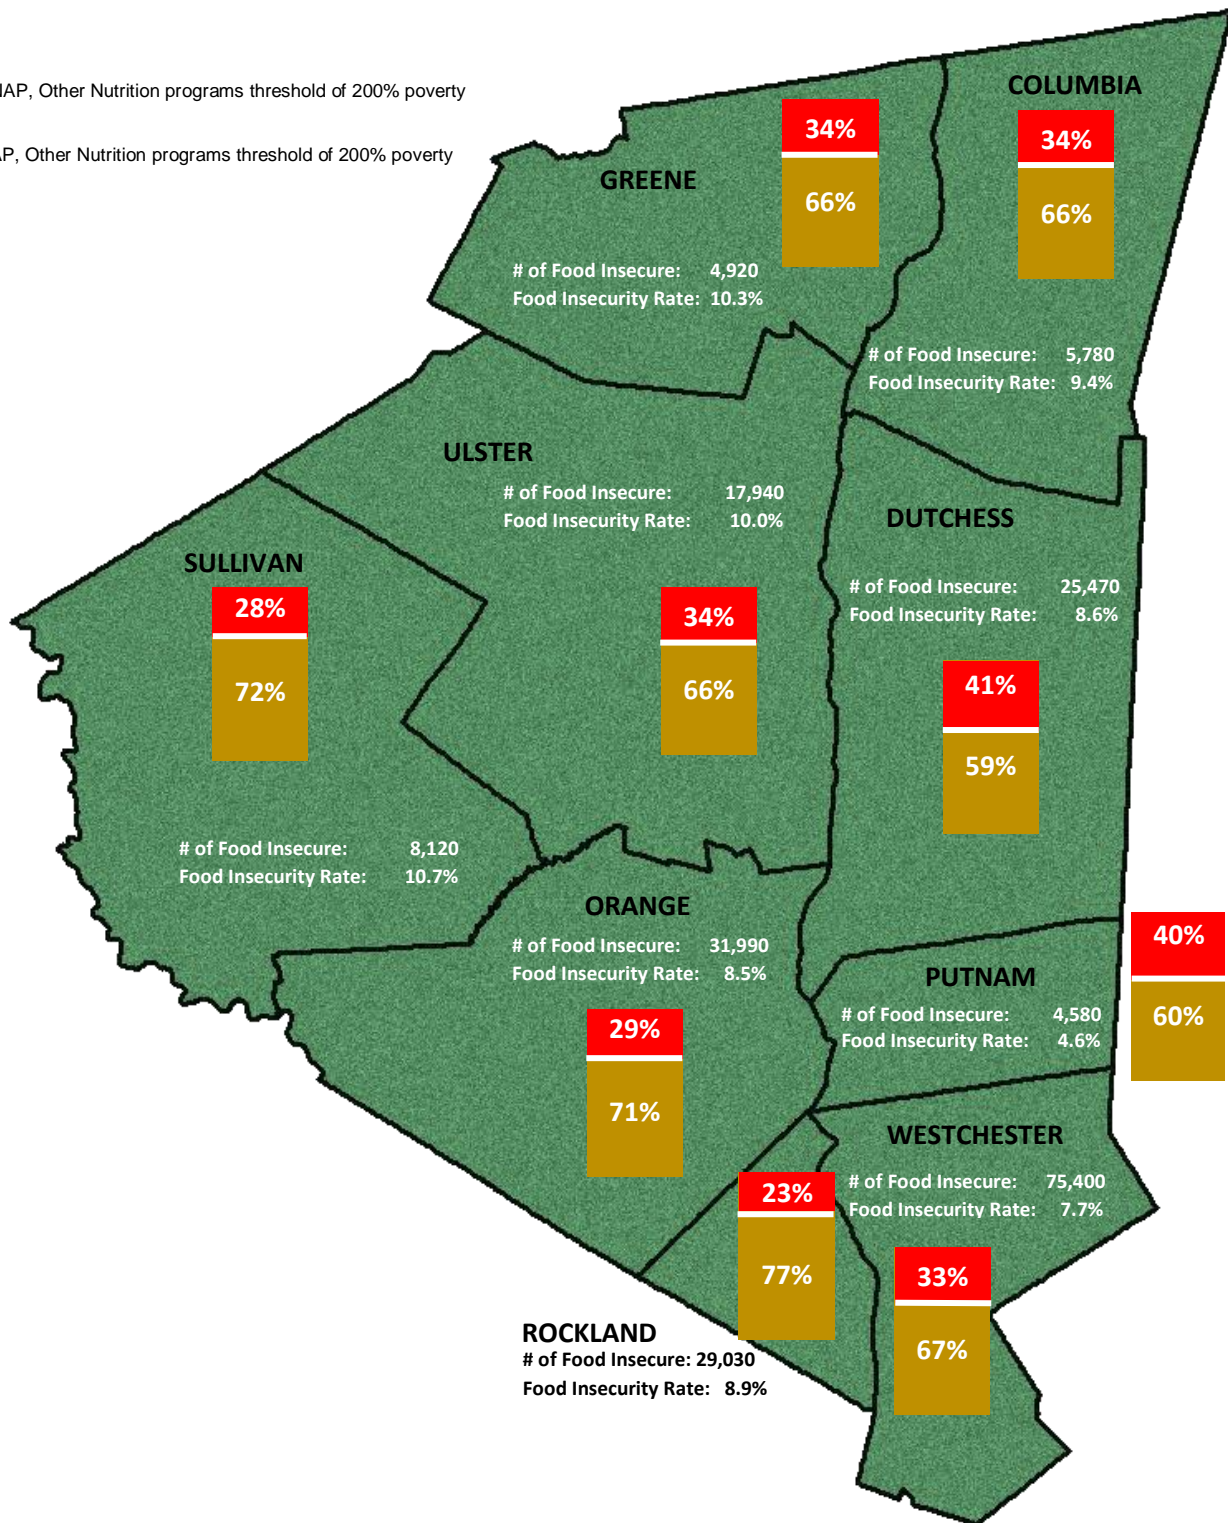 , Other Nutrition programs threshold of 200% poverty
, Other Nutrition programs threshold of 200% poverty
COLUMBIA
34%
66%
# of Food Insecure: 5,780
Food Insecurity Rate: 9.4%
GREENE
34%
66%
# of Food Insecure: 4,920
Food Insecurity Rate: 10.3%
ULSTER
# of Food Insecure: 17,940
Food Insecurity Rate: 10.0%
34%
66%
DUTCHESS
# of Food Insecure: 25,470
Food Insecurity Rate: 8.6%
41%
59%
SULLIVAN
28%
72%
# of Food Insecure: 8,120
Food Insecurity Rate: 10.7%
ORANGE
# of Food Insecure: 31,990
Food Insecurity Rate: 8.5%
29%
71%
PUTNAM
# of Food Insecure: 4,580
Food Insecurity Rate: 4.6%
40%
60%
WESTCHESTER
# of Food Insecure: 75,400
Food Insecurity Rate: 7.7%
33%
67%
23%
77%
ROCKLAND
# of Food Insecure: 29,030
Food Insecurity Rate: 8.9%